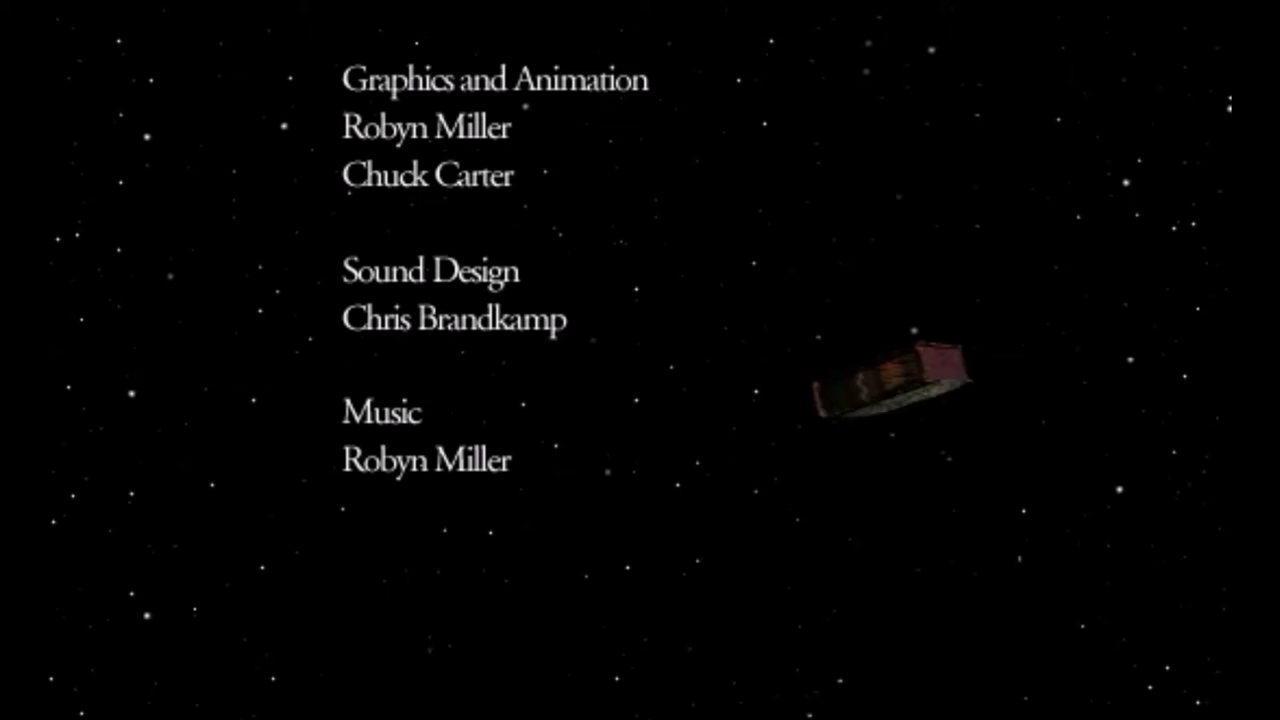 Graphics and Animation
Robyn Miller
Chuck Carter
Sound Design
Chris Brandkamp
Music
Robyn Miller